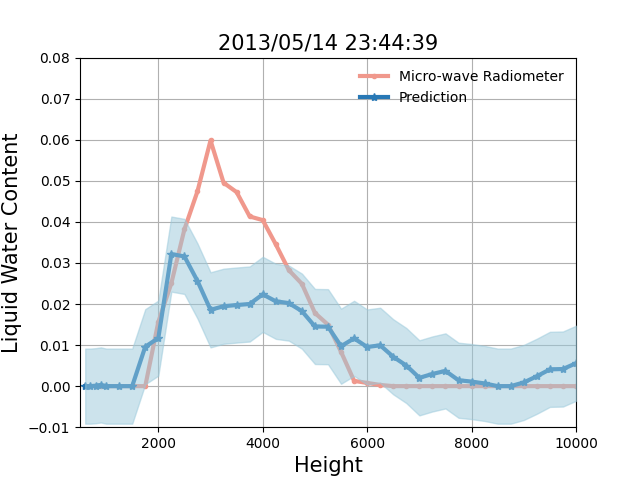 2013/05/14 23:44:39
0.08
0.07
0.06
0.05
0.04
0.03
0.02
0.01
0.00
−0.01
Liquid Water Content
Micro-wave Radiometer
Prediction
2000 4000 6000 8000 10000
Height